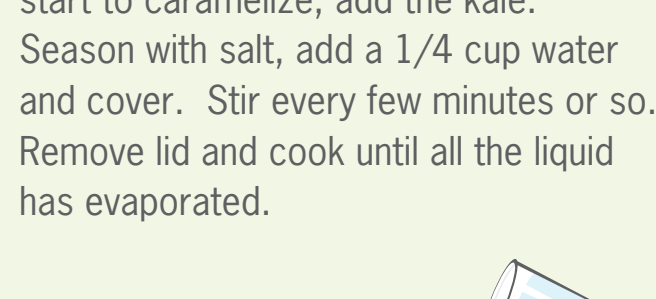 start to caramelize, add the kale.
Season with salt, add a 1/4 cup water
and cover.  Stir every few minutes or so.
Remove lid and cook until all the liquid
has evaporated.